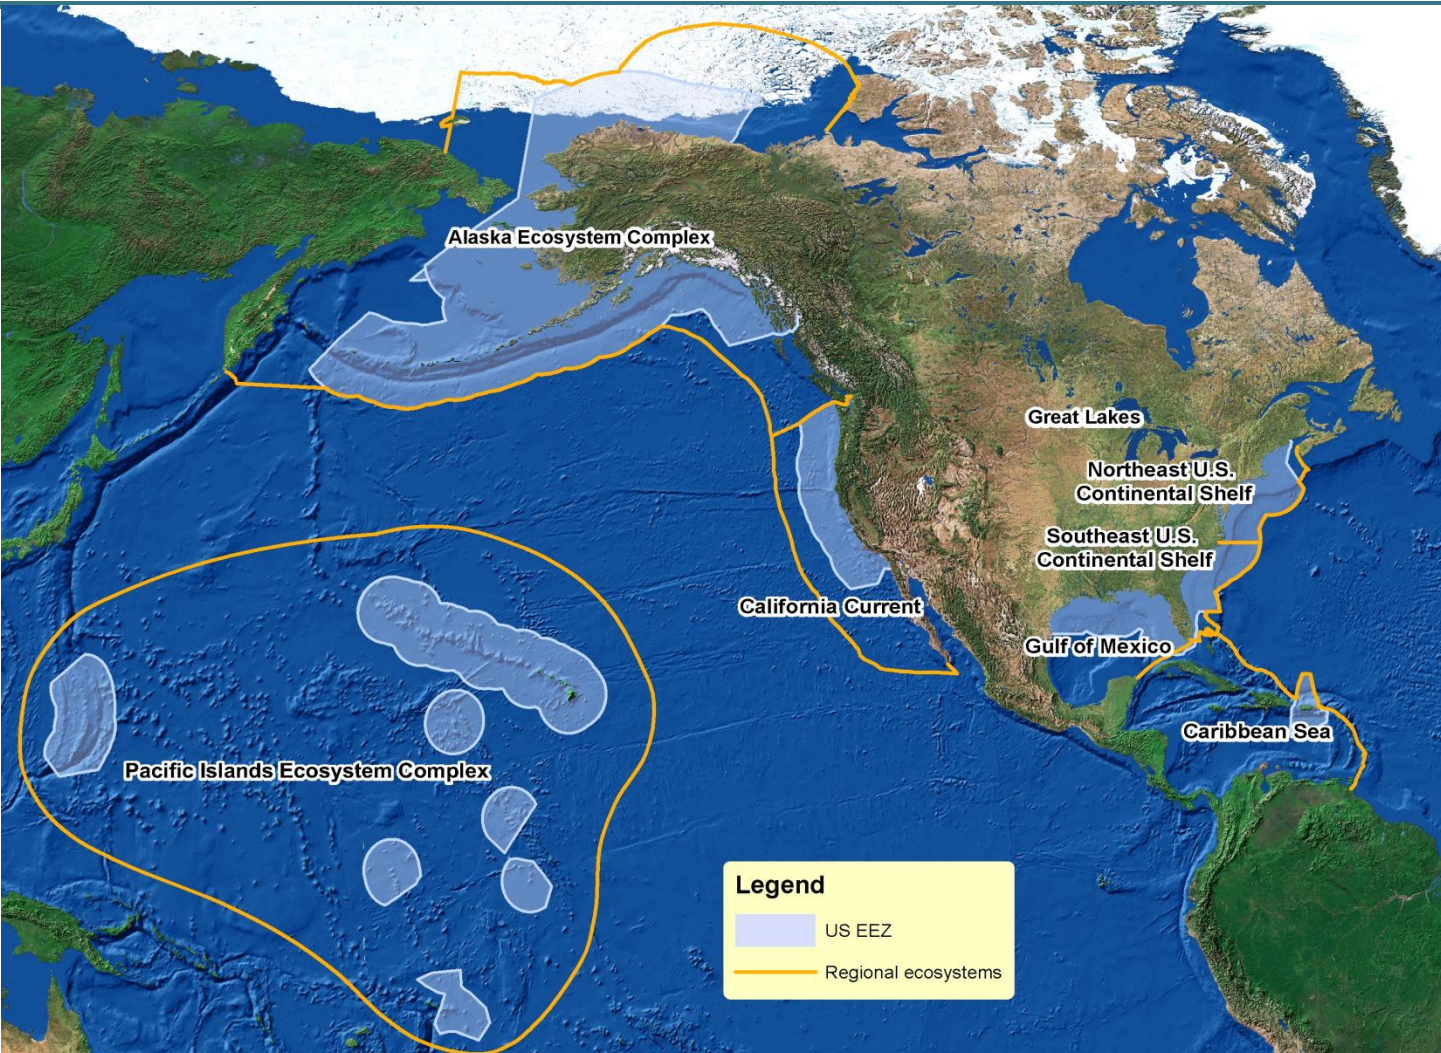 Alaska Ecosystem Complex
Great Lakes
Northeast U.S.
Continental Shelf
Southeast U.S.
Continental Shelf
California Current
Gulf of Mexico
Caribbean Sea
Pacific Islands Ecosystem Complex
Legend
US EEZ
Regional ecosystems